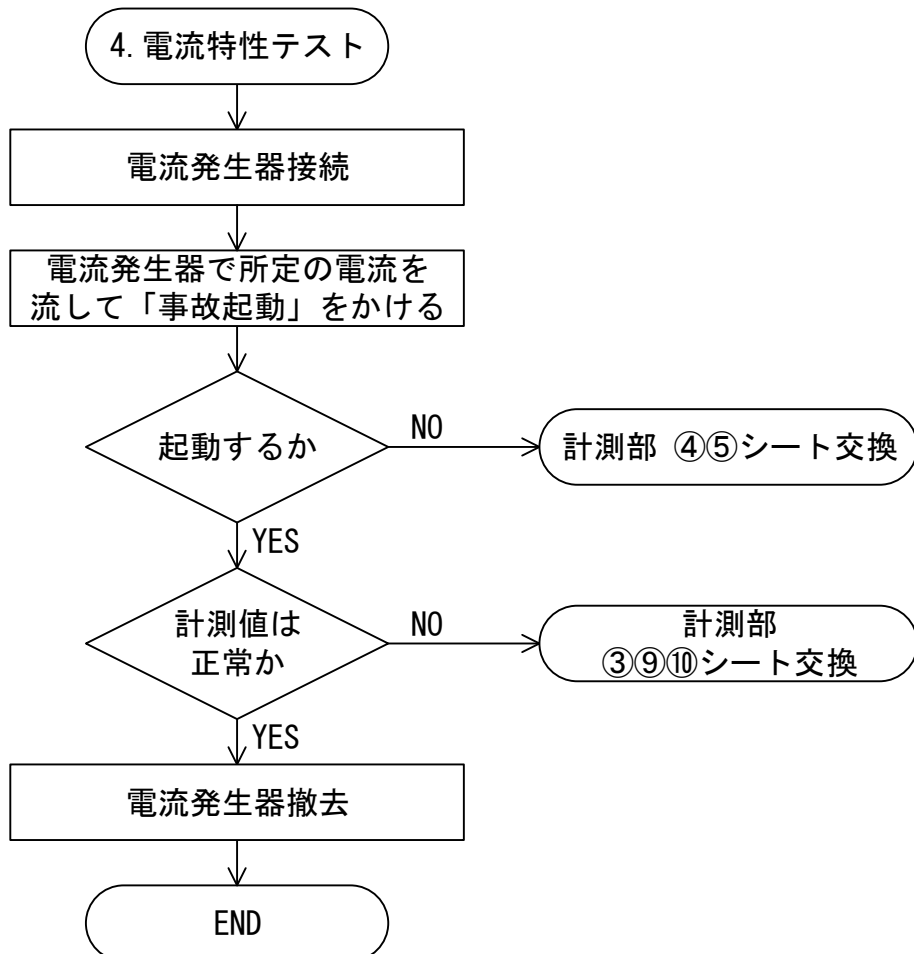 4.電流特性テスト
電流発生器接続
電流発生器で所定の電流を
流して「事故起動」をかける
起動するか
NO
計測部 ④⑤シート交換
YES
計測値は
正常か
NO
計測部
③⑨⑩シート交換
YES
電流発生器撤去
END